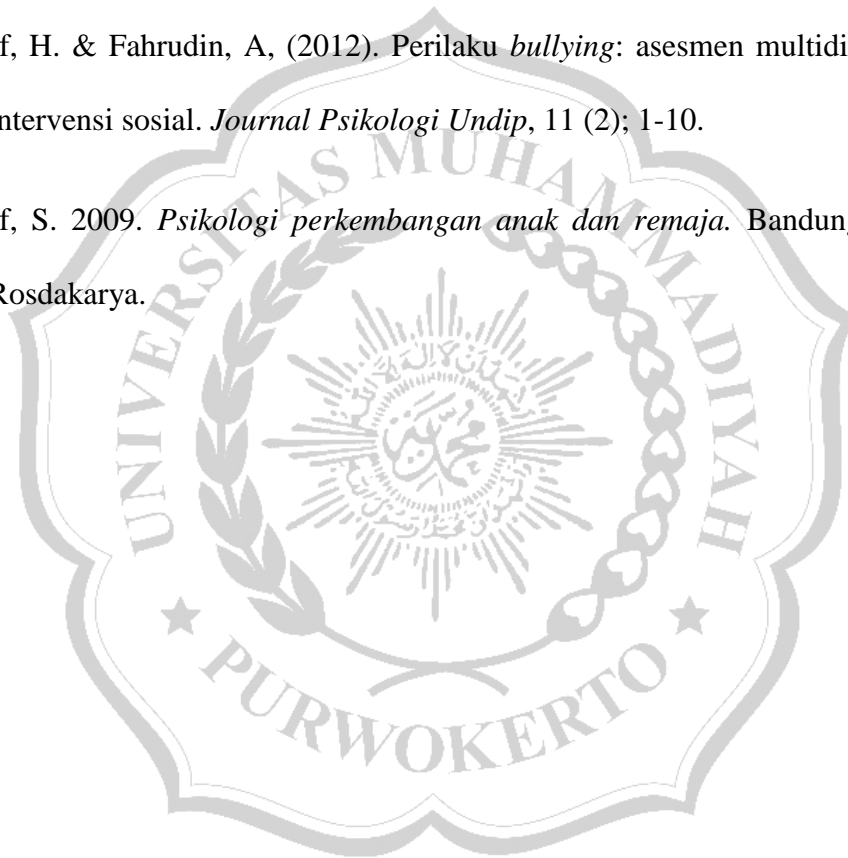 f, H. & Fahrudin, A, (2012). Perilaku bullying: asesmen multidi
ntervensi sosial. Journal Psikologi Undip, 11 (2); 1-10.
f, S. 2009. Psikologi perkembangan anak dan remaja. Bandung
Rosdakarya.
UNIVERSITAS MUHAMMADIYAH
PURWOKERTO